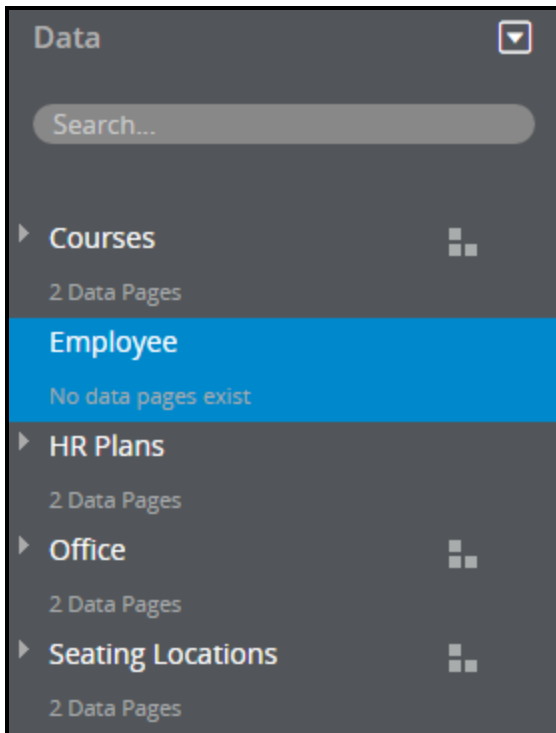 Data
Search...
Courses
2 Data Pages
Employee
No data pages exist
HR Plans
2 Data Pages
Office
2 Data Pages
Seating Locations
2 Data Pages